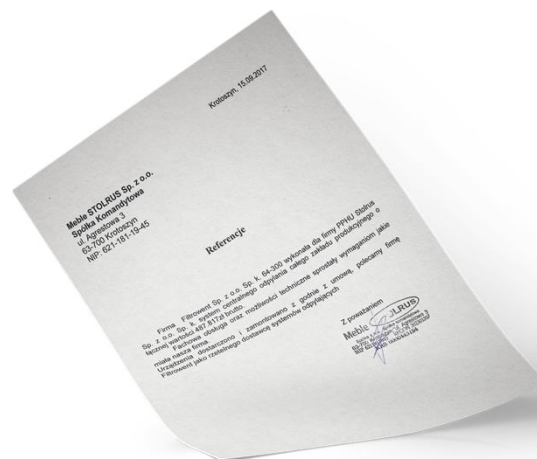 Krotoszyn, 15.09.2017
Meble STOLRUS Sp. z o.o.
Spółka Komandytowa
ul. Agrestowa 3
63-700 Krotoszyn
NIP: 621-181-19-45
Referencje
Firma Filtrowent Sp. z o.o. Sp. k. 64-300 wykonała dla firmy PPHU Stolrus
Sp. z o.o. Sp. k. system centralnego odpylania całego zakładu produkcyjnego o
łącznej wartości 487.817zł brutto.
Fachowa obsługa oraz możliwości techniczne sprostały wymaganiom jakie
miała nasza firma.
Urządzenia dostarczono i zamontowano z godnie z umową, polecamy firmę
Filtrowent jako rzetelnego dostawcę systemów odpylających
Z poważaniem
Meble LRUS